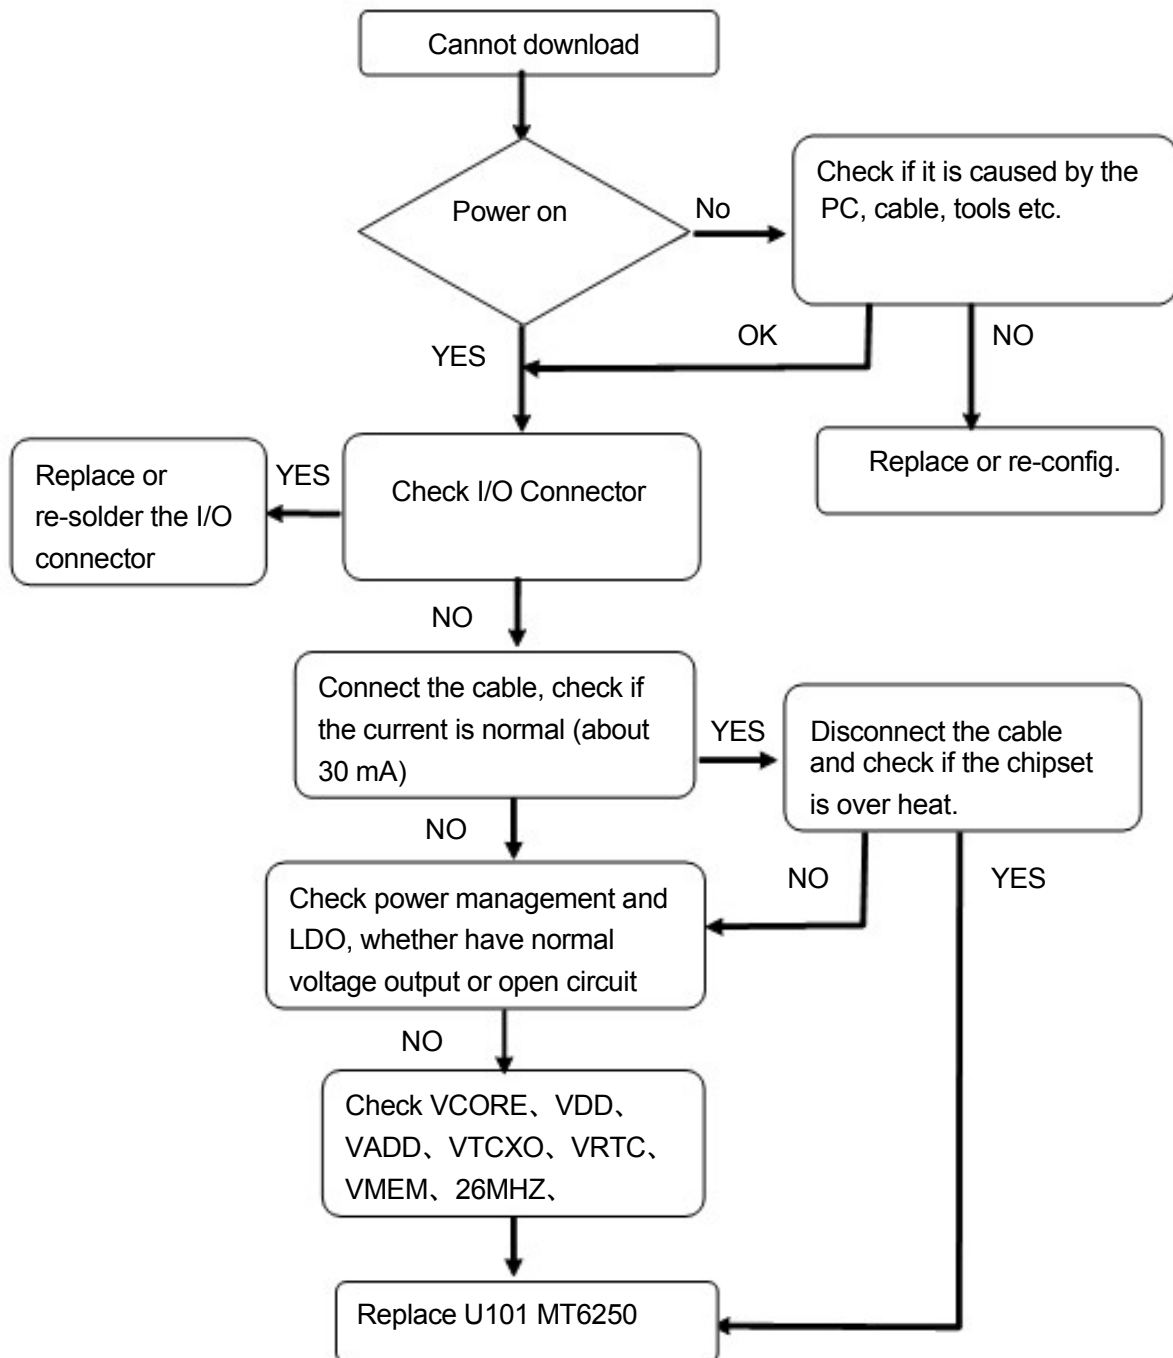 Cannot download
Power on
No
Check if it is caused by the
PC, cable, tools etc.
YES
OK
NO
Replace or re-config.
Replace or
re-solder the I/O
connector
YES
Check I/O Connector
NO
Connect the cable, check if
the current is normal (about
30 mA)
YES
Disconnect the cable
and check if the chipset
is over heat.
NO
NO
YES
Check power management and
LDO, whether have normal
voltage output or open circuit
NO
Check VCORE、VDD、
VADD、VTCXO、VRTC、
VMEM、26MHZ、
Replace U101 MT6250